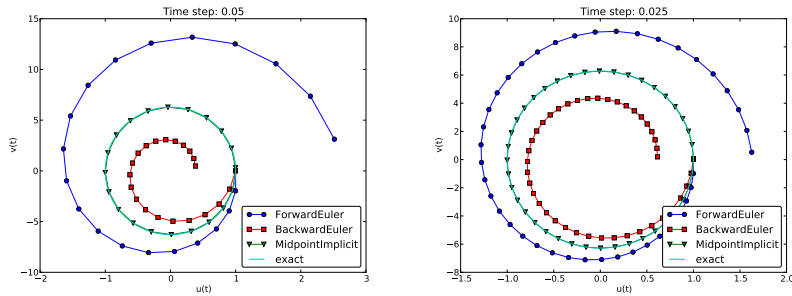 Time step: 0.05
15
10
5
0
−5
−10
−2
−1
0
1
2
3
v(t)
u(t)
ForwardEuler
BackwardEuler
MidpointImplicit
exact
Time step: 0.025
10
8
6
4
2
0
−2
−4
−6
−8
−1.5
−1.0
−0.5
0.0
0.5
1.0
1.5
2.0
v(t)
u(t)
ForwardEuler
BackwardEuler
MidpointImplicit
exact